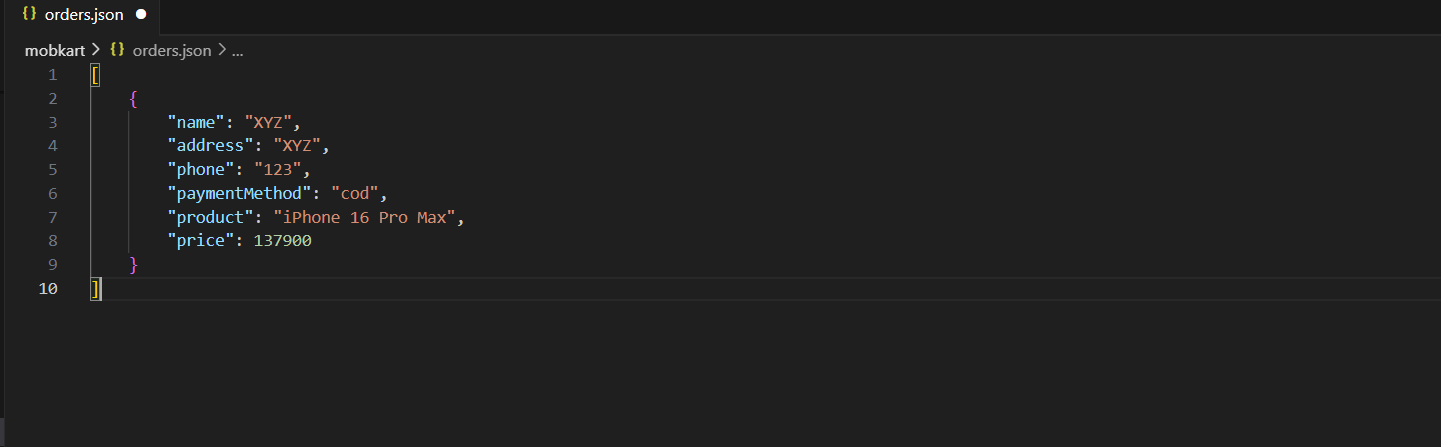 {} orders.json ●
mobkart > {} orders.json > ...
1 [
2     {
3         "name": "XYZ",
4         "address": "XYZ",
5         "phone": "123",
6         "paymentMethod": "cod",
7         "product": "iPhone 16 Pro Max",
8         "price": 137900
9     }
10 ]